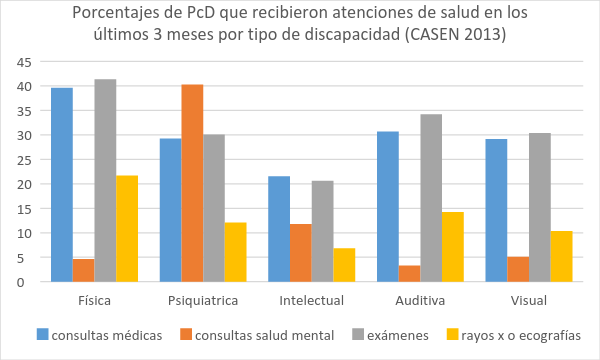 Porcentajes de PcD que recibieron atenciones de salud en los
últimos 3 meses por tipo de discapacidad (CASEN 2013)
45
40
35
30
25
20
15
10
5
0
Física Psiquiatrica Intelectual Auditiva Visual
consultas médicas consultas salud mental exámenes rayos x o ecografías